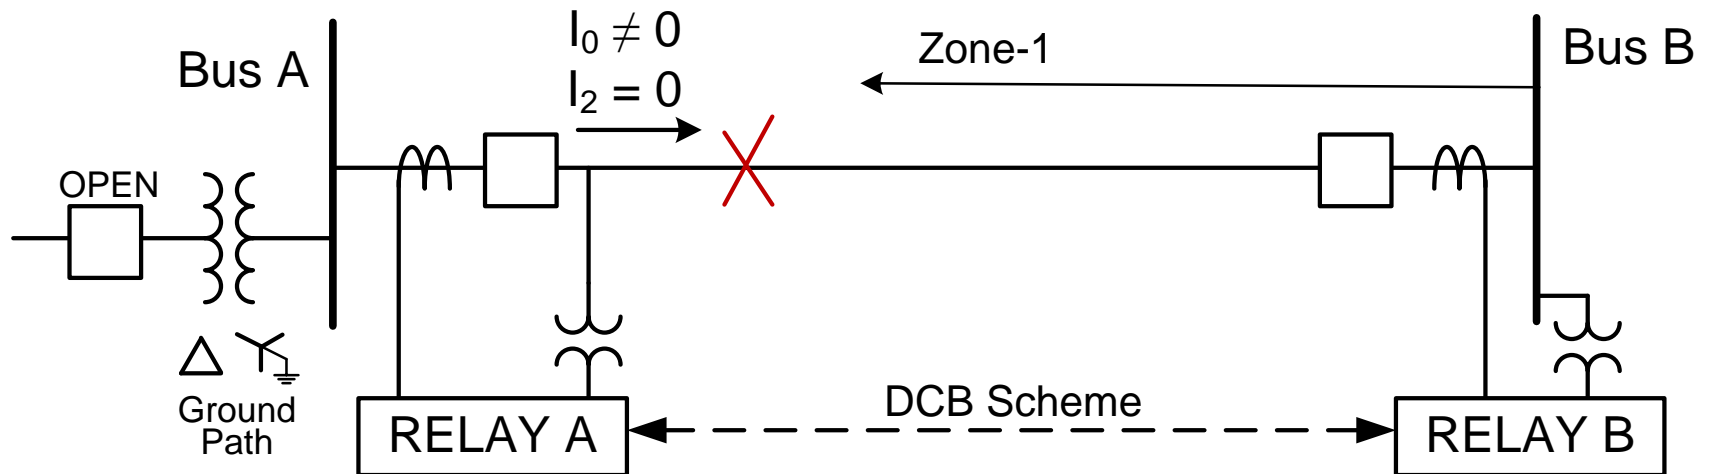 I₀ ≠ 0
I₂ = 0
Bus A
Zone-1
Bus B
OPEN
Ground
Path
DCB Scheme
RELAY A
RELAY B